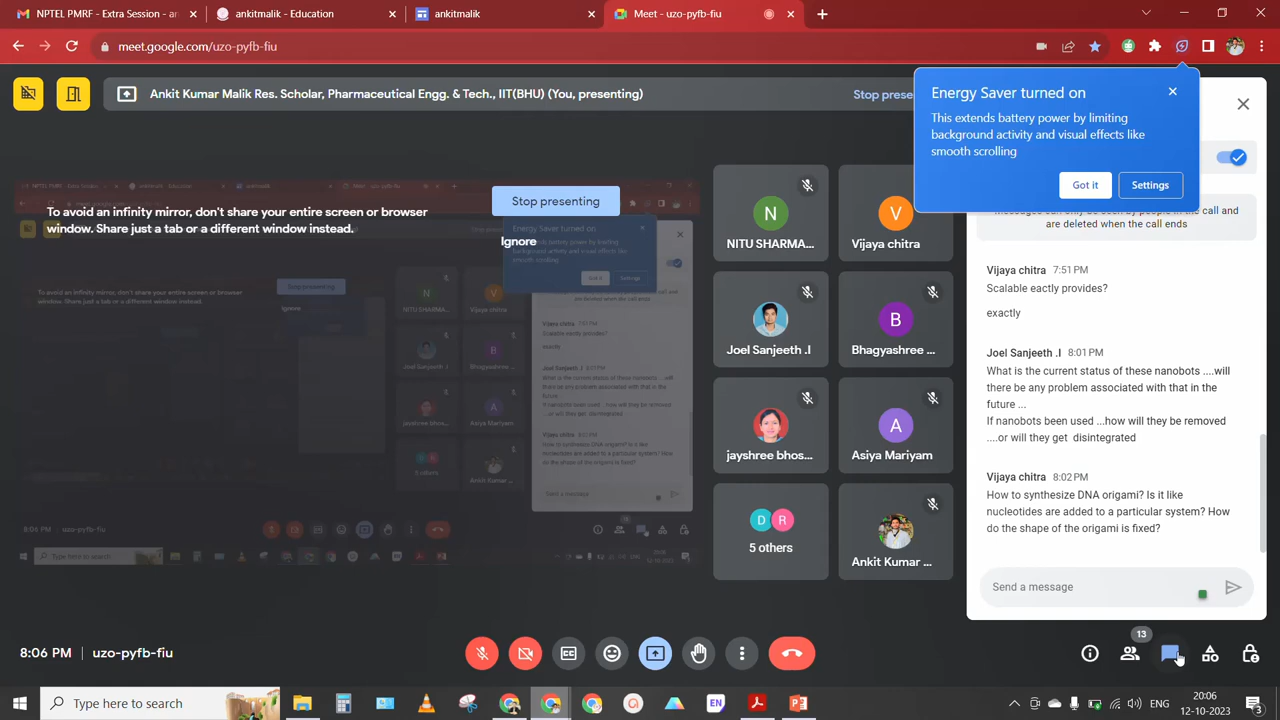 NPTEL PMRF - Extra Session - an
ankitmalik - Education
ankitmalik
Meet - uzo-pyfb-fiu
meet.google.com/uzo-pyfb-fiu
Ankit Kumar Malik Res. Scholar, Pharmaceutical Engg. & Tech., IIT(BHU) (You, presenting)
Stop prese
Energy Saver turned on
This extends battery power by limiting
background activity and visual effects like
smooth scrolling
Got it
Settings
To avoid an infinity mirror, don't share your entire screen or browser
window. Share just a tab or a different window instead.
Stop presenting
Ignore
N
NITU SHARMA...
V
Vijaya chitra
Joel Sanjeeth .I
B
Bhagyashree ...
jayshree bhos...
A
Asiya Mariyam
D R
5 others
Ankit Kumar ...
Messages can only be seen by people in the call and
are deleted when the call ends
Vijaya chitra 7:51 PM
Scalable eactly provides?
exactly
Joel Sanjeeth .I 8:01 PM
What is the current status of these nanobots ....will
there be any problem associated with that in the
future ...
If nanobots been used ...how will they be removed
....or will they get disintegrated
Vijaya chitra 8:02 PM
How to synthesize DNA origami? Is it like
nucleotides are added to a particular system? How
do the shape of the origami is fixed?
Send a message
8:06 PM | uzo-pyfb-fiu
13
Type here to search
EN
ENG
20:06
12-10-2023
3